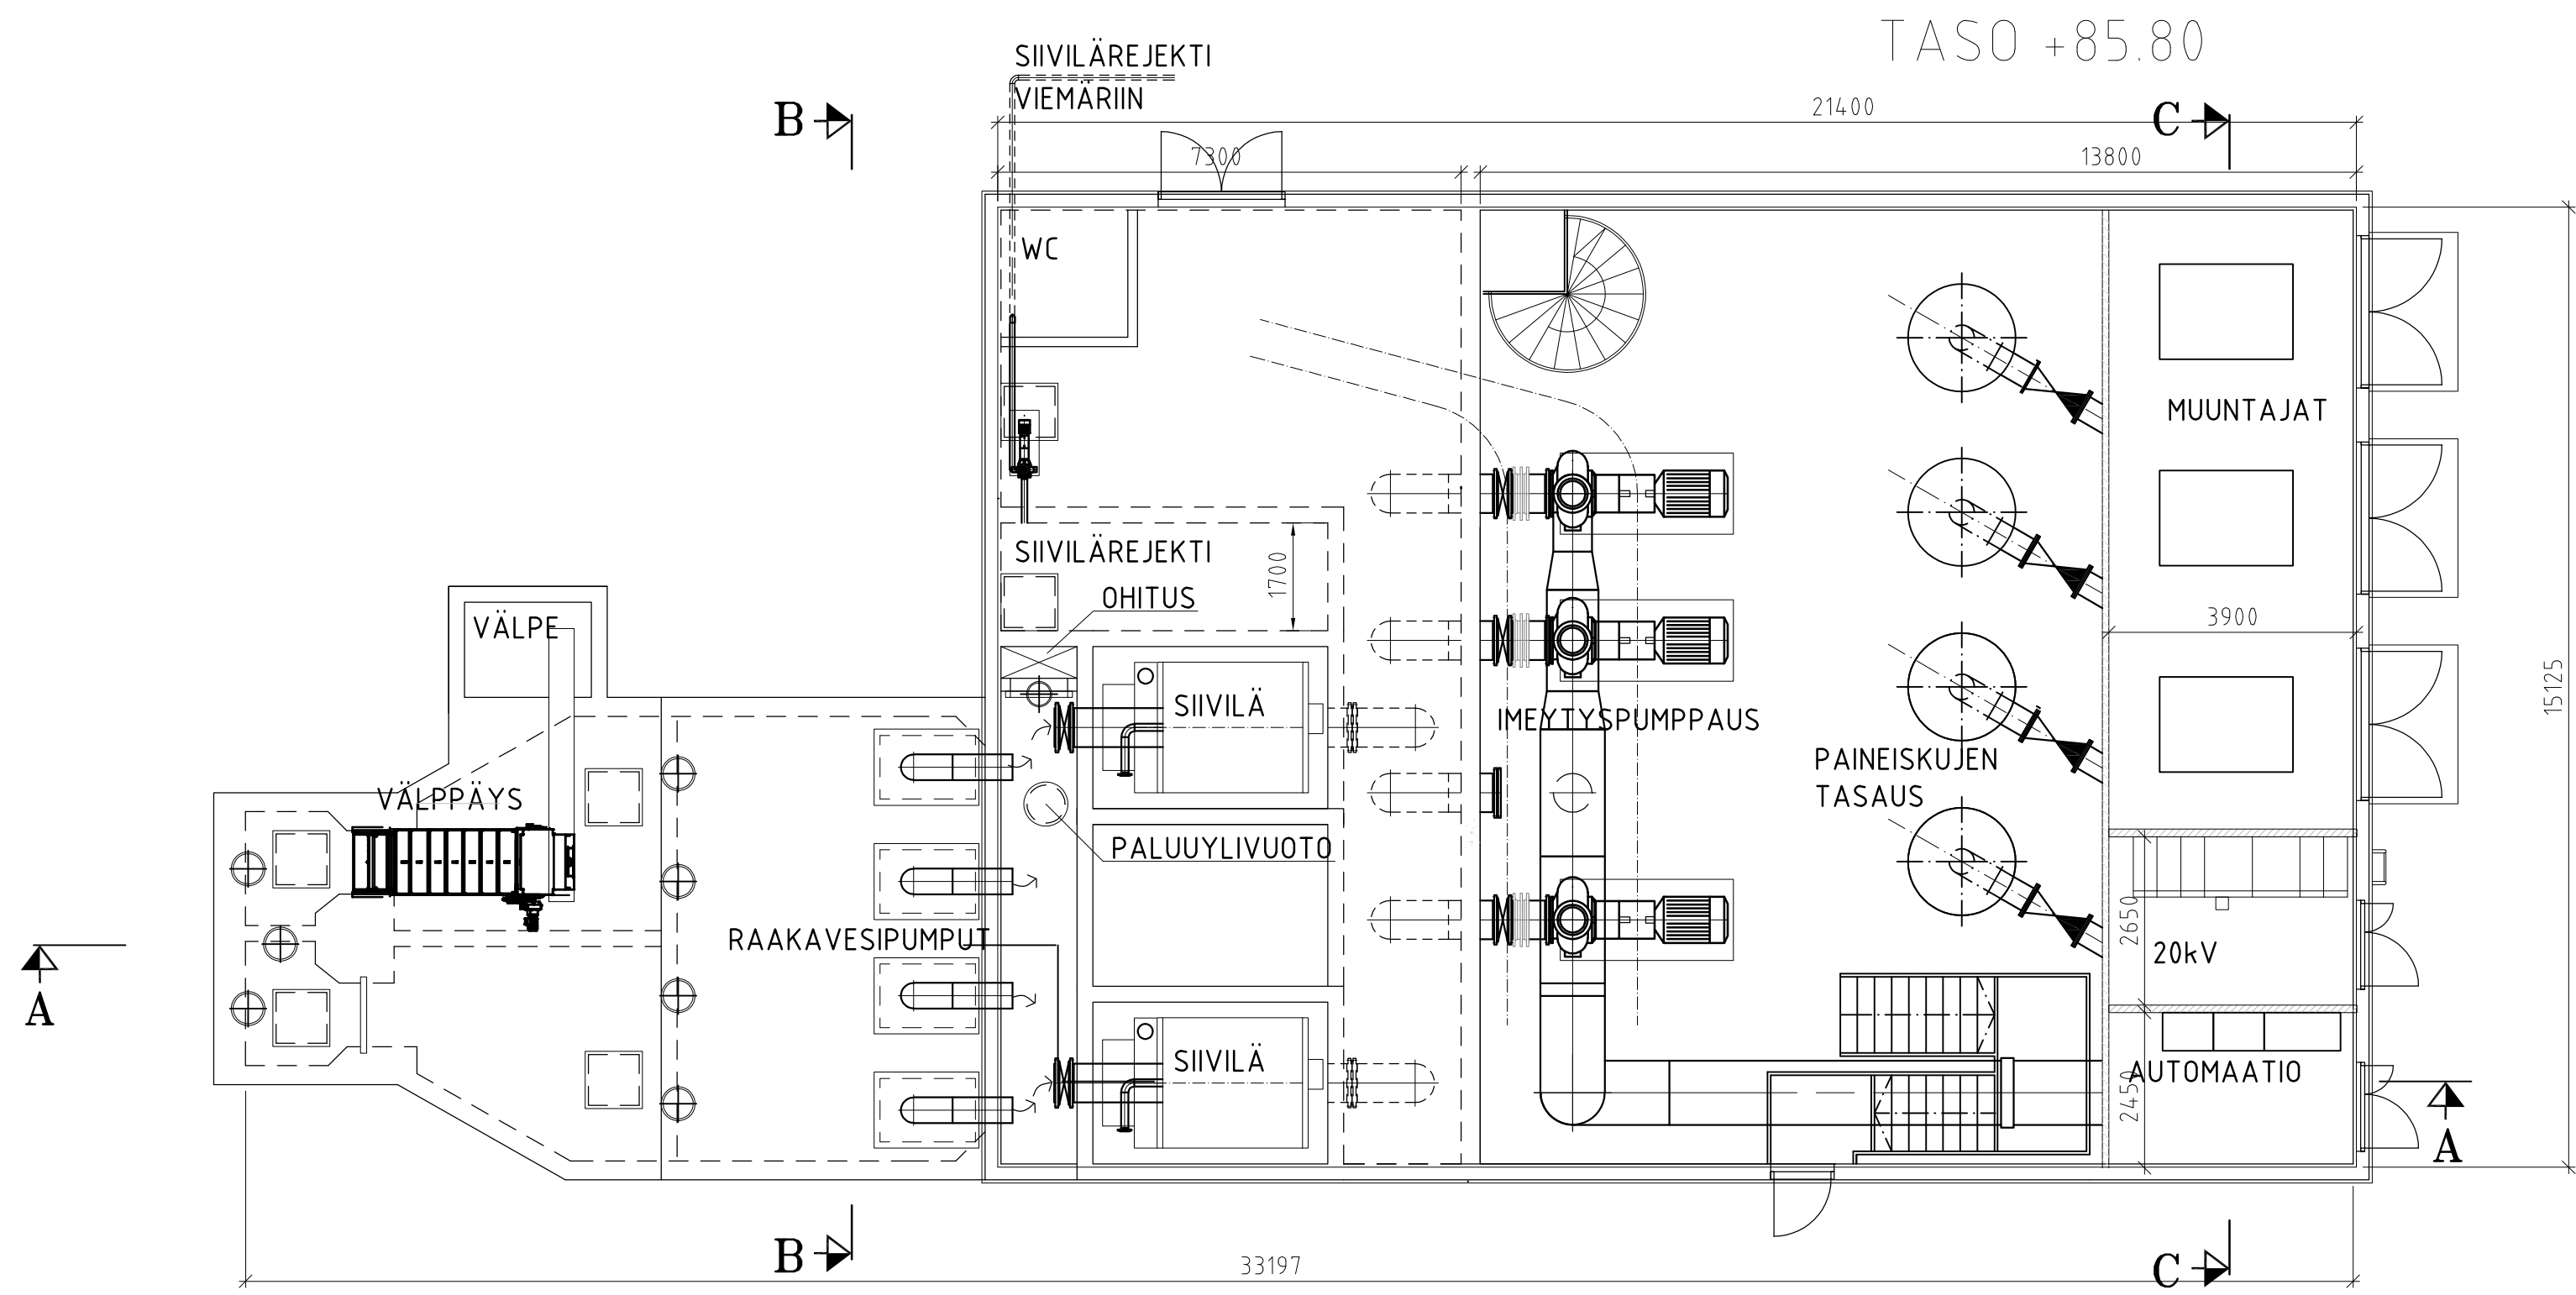 TASO +85.80
SIIVILÄREJEKTI
VIEMÄRIIN
B
21400
C
7300
13800
WC
MUUNTAJAT
SIIVILÄREJEKTI
1700
OHITUS
VÄLPE
3900
15125
SIIVILÄ
IMEYTYSPUMPPAUS
PAINEISKUJEN
TASAUS
VÄLPPÄYS
PALUUYLIVUOTO
RAAKAVESIPUMPUT
2650
20kV
A
SIIVILÄ
AUTOMAATIO
2450
A
B
33197
C